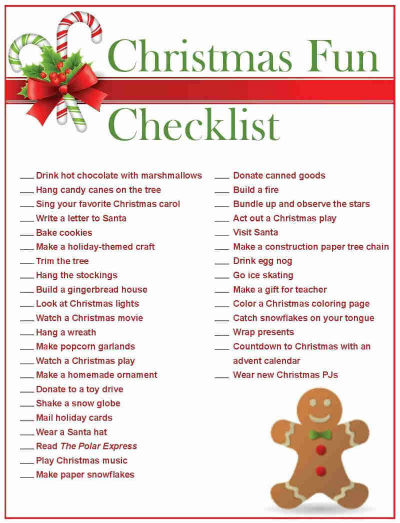 Christmas Fun
Checklist
___ Drink hot chocolate with marshmallows
___ Hang candy canes on the tree
___ Sing your favorite Christmas carol
___ Write a letter to Santa
___ Bake cookies
___ Make a holiday-themed craft
___ Trim the tree
___ Hang the stockings
___ Build a gingerbread house
___ Look at Christmas lights
___ Watch a Christmas movie
___ Hang a wreath
___ Make popcorn garlands
___ Watch a Christmas play
___ Make a homemade ornament
___ Donate to a toy drive
___ Shake a snow globe
___ Mail holiday cards
___ Wear a Santa hat
___ Read The Polar Express
___ Play Christmas music
___ Make paper snowflakes
___ Donate canned goods
___ Build a fire
___ Bundle up and observe the stars
___ Act out a Christmas play
___ Visit Santa
___ Make a construction paper tree chain
___ Drink egg nog
___ Go ice skating
___ Make a gift for teacher
___ Color a Christmas coloring page
___ Catch snowflakes on your tongue
___ Wrap presents
___ Countdown to Christmas with an
advent calendar
___ Wear new Christmas PJs